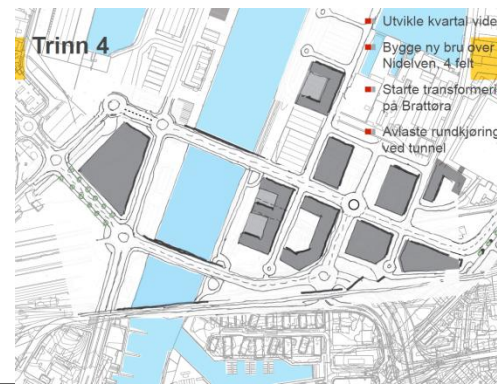 Trinn 4
Utvikle kvartal vide
Bygge ny bru over
Nidelven, 4 felt
Starte transformeri
på Brattøra
Avlaste rundkjøring
ved tunnel